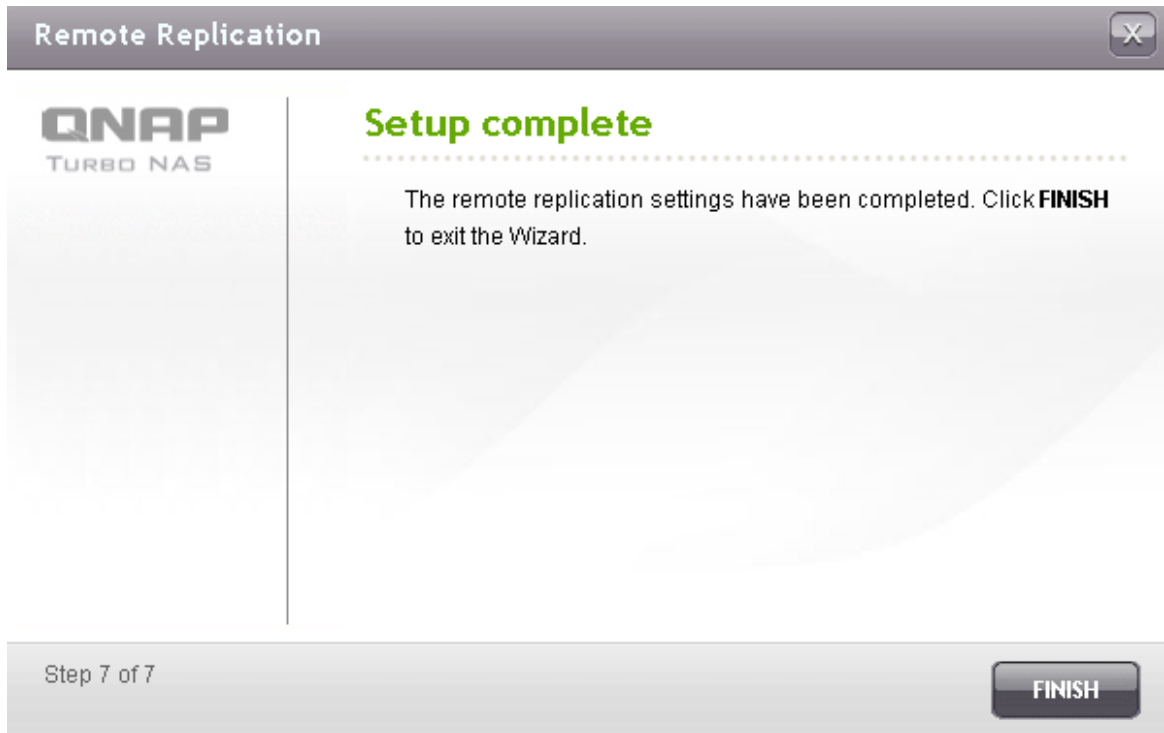 Remote Replication
X
QNAP
TURBO NAS
Setup complete
The remote replication settings have been completed. Click FINISH
to exit the Wizard.
Step 7 of 7
FINISH